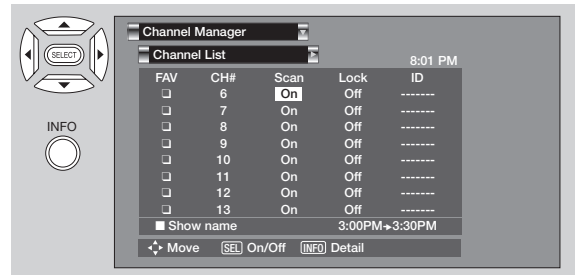 SELECT
INFO
Channel Manager
Channel List
8:01 PM
FAV CH# Scan Lock ID
❏ 6 On Off -------
❏ 7 On Off -------
❏ 8 On Off -------
❏ 9 On Off -------
❏ 10 On Off -------
❏ 11 On Off -------
❏ 12 On Off -------
❏ 13 On Off -------
■ Show name 3:00PM➔3:30PM
Move SEL On/Off INFO Detail